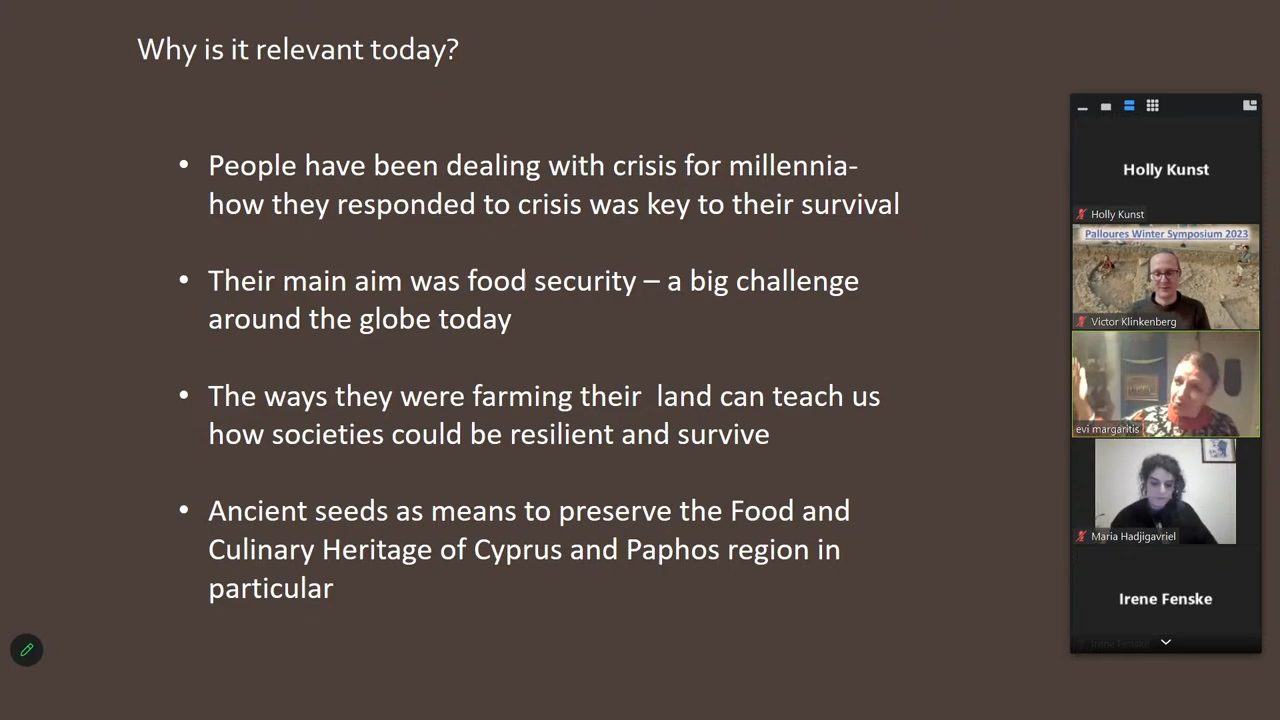 Why is it relevant today?
• People have been dealing with crisis for millennia-
how they responded to crisis was key to their survival
• Their main aim was food security – a big challenge
around the globe today
• The ways they were farming their  land can teach us
how societies could be resilient and survive
• Ancient seeds as means to preserve the Food and
Culinary Heritage of Cyprus and Paphos region in
particular
Holly Kunst
Holly Kunst
Palloures Winter Symposium 2023
Victor Klinkenberg
evi margaritis
Maria Hadjigavriel
Irene Fenske
Irene Fenske